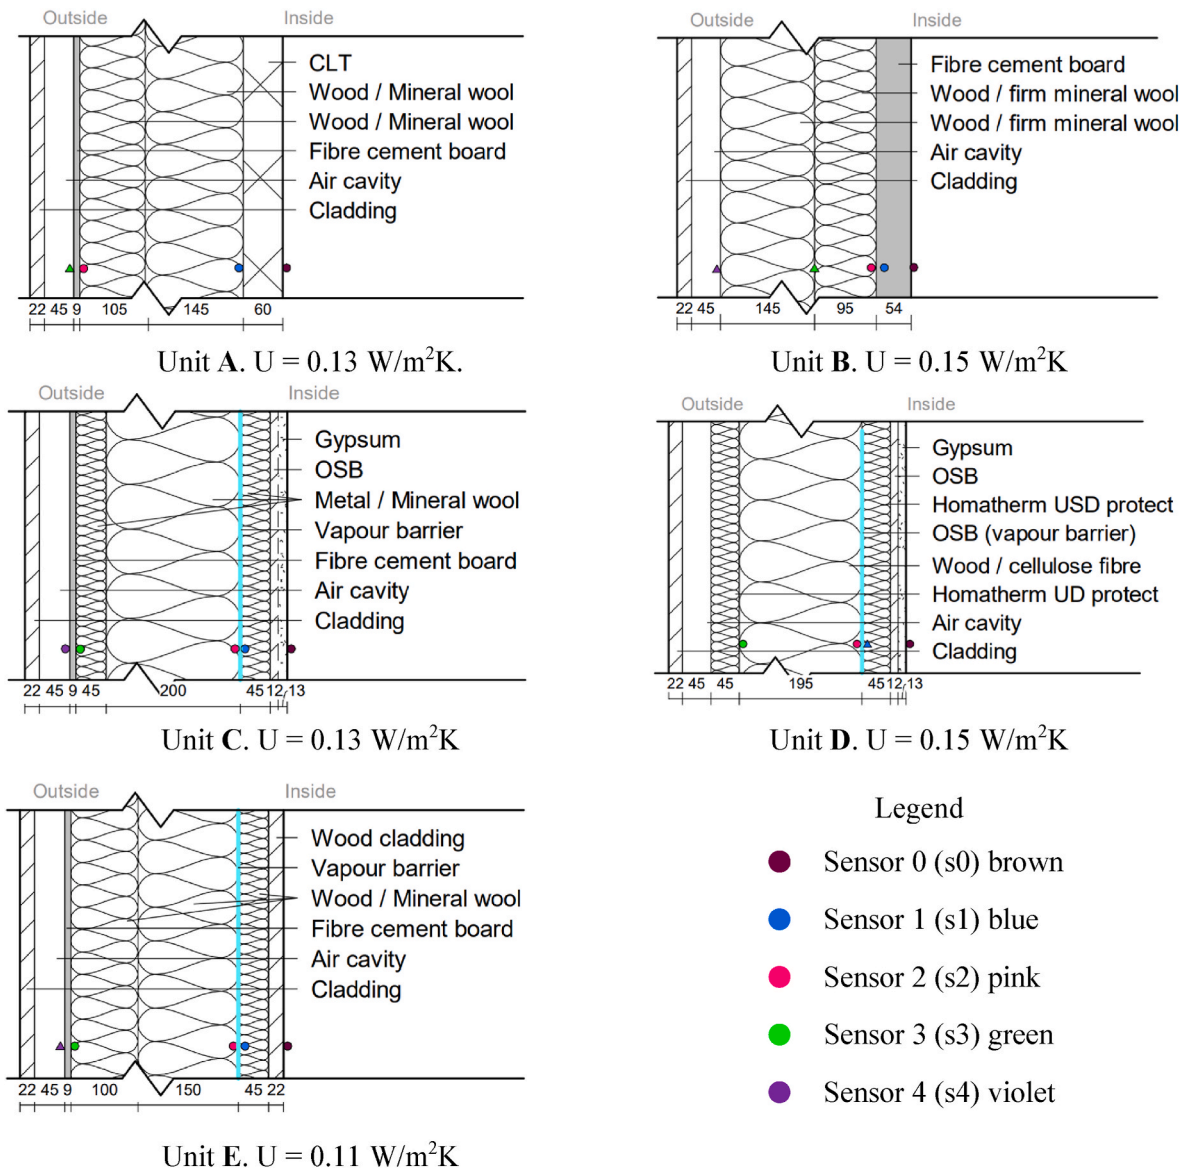 Outside Inside
CLT
Wood / Mineral wool
Wood / Mineral wool
Fibre cement board
Air cavity
Cladding
22 45 9 105 145 60
Unit A. U = 0.13 W/m²K.
Outside Inside
Fibre cement board
Wood / firm mineral wool
Wood / firm mineral wool
Air cavity
Cladding
22 45 145 95 54
Unit B. U = 0.15 W/m²K
Outside Inside
Gypsum
OSB
Metal / Mineral wool
Vapour barrier
Fibre cement board
Air cavity
Cladding
22 45 9 45 200 45 12 13
Unit C. U = 0.13 W/m²K
Outside Inside
Gypsum
OSB
Homatherm USD protect
OSB (vapour barrier)
Wood / cellulose fibre
Homatherm UD protect
Air cavity
Cladding
22 45 45 195 45 12 13
Unit D. U = 0.15 W/m²K
Outside Inside
Wood cladding
Vapour barrier
Wood / Mineral wool
Fibre cement board
Air cavity
Cladding
22 45 9 100 150 45 22
Unit E. U = 0.11 W/m²K
Legend
Sensor 0 (s0) brown
Sensor 1 (s1) blue
Sensor 2 (s2) pink
Sensor 3 (s3) green
Sensor 4 (s4) violet